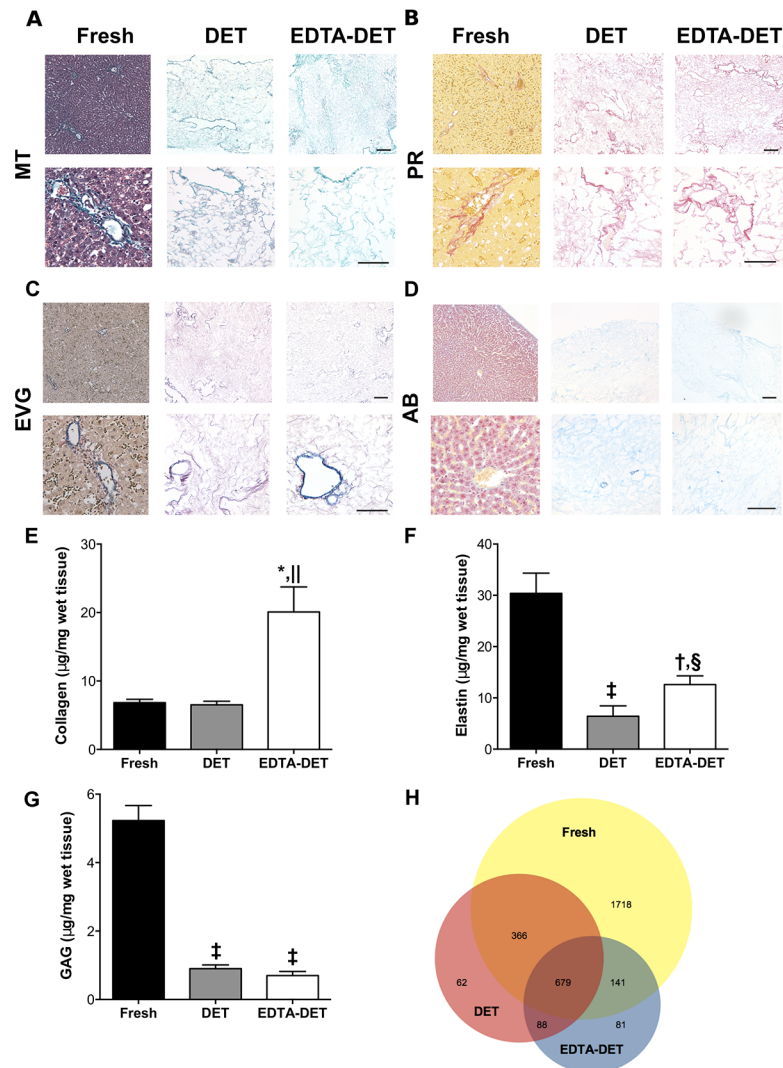 A
Fresh DET EDTA-DET
MT
B
Fresh DET EDTA-DET
PR
C
EVG
D
AB
E
Collagen (µg/mg wet tissue)
30
20
10
0
*,||
Fresh DET EDTA-DET
F
Elastin (µg/mg wet tissue)
40
30
20
10
0
‡
†,§
Fresh DET EDTA-DET
G
GAG (µg/mg wet tissue)
6
4
2
0
‡ ‡
Fresh DET EDTA-DET
H
Fresh
1718
366
62 679 141
DET
88 81
EDTA-DET